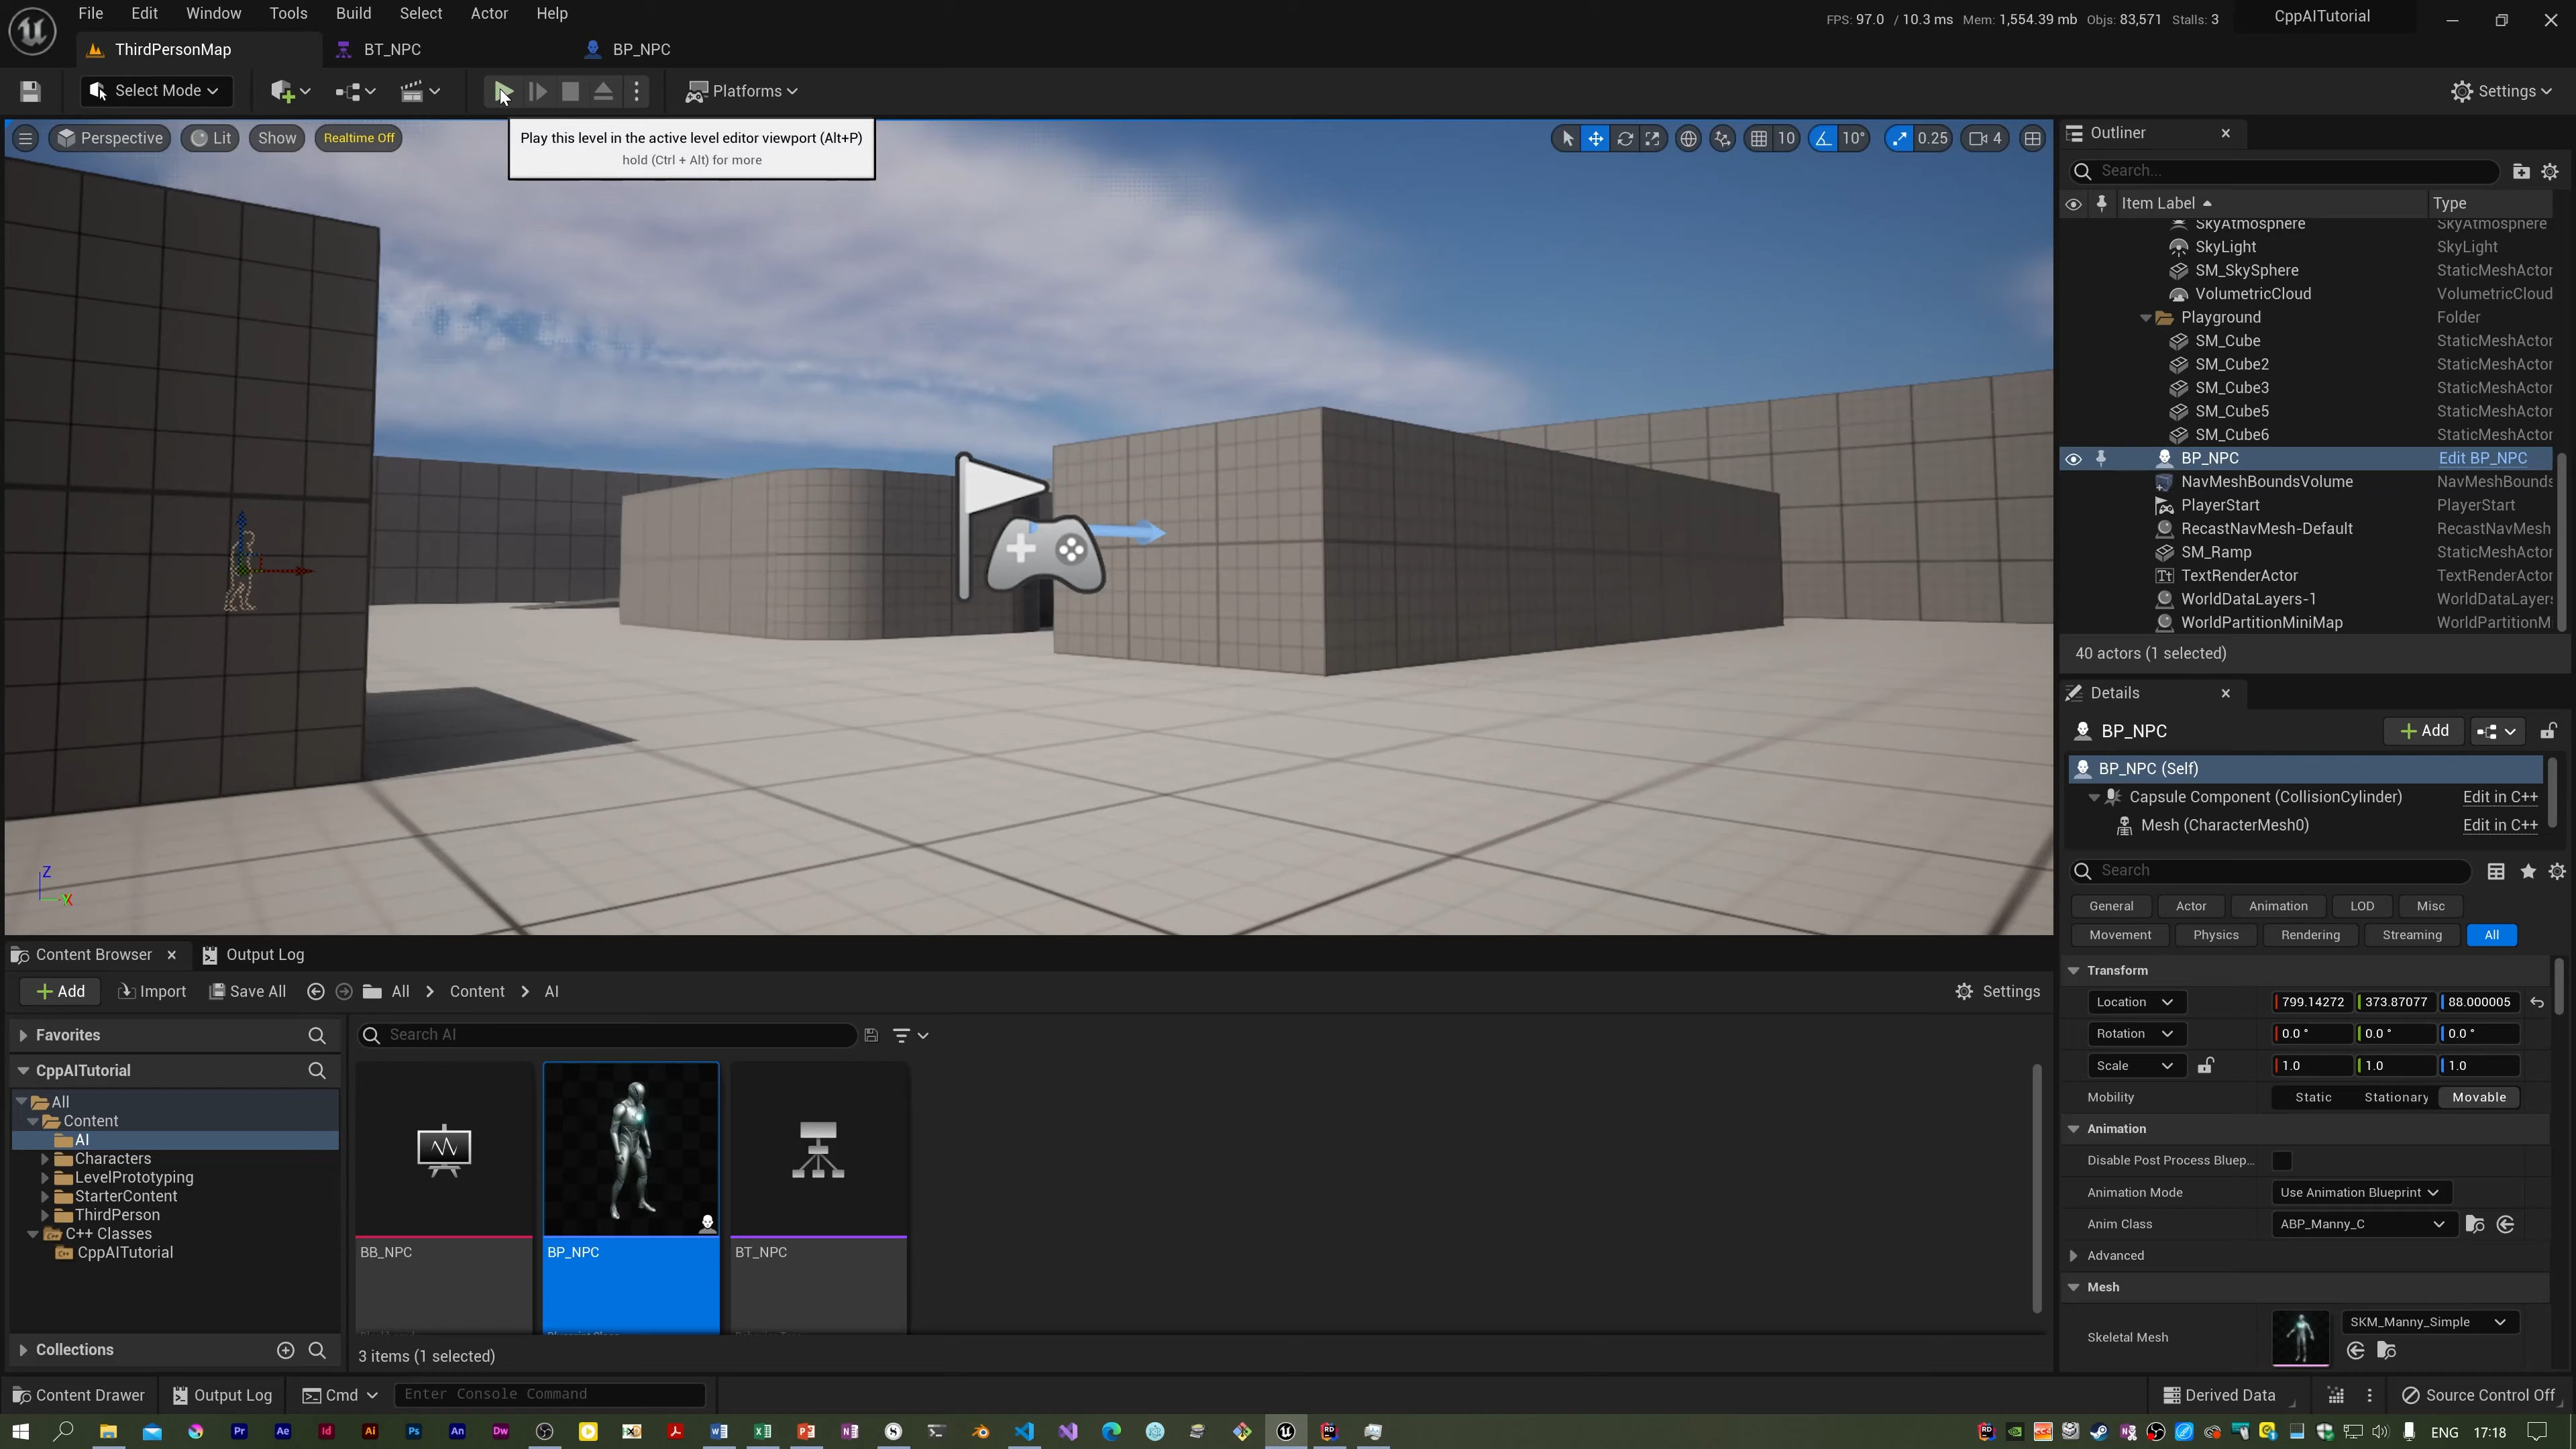 File Edit Window Tools Build Select Actor Help
FPS: 97.0 / 10.3 ms Mem: 1,554.39 mb Objs: 83,571 Stalls: 3
CppAITutorial
ThirdPersonMap
BT_NPC
BP_NPC
Select Mode
Platforms
Settings
Perspective
Lit
Show
Realtime Off
Play this level in the active level editor viewport (Alt+P)
hold (Ctrl + Alt) for more
10
10°
0.25
4
Outliner
Search...
Item Label
Type
SkyAtmosphere SkyAtmosphere
SkyLight SkyLight
SM_SkySphere StaticMeshActor
VolumetricCloud VolumetricCloud
Playground Folder
SM_Cube StaticMeshActor
SM_Cube2 StaticMeshActor
SM_Cube3 StaticMeshActor
SM_Cube5 StaticMeshActor
SM_Cube6 StaticMeshActor
BP_NPC Edit BP_NPC
NavMeshBoundsVolume NavMeshBounds
PlayerStart PlayerStart
RecastNavMesh-Default RecastNavMesh
SM_Ramp StaticMeshActor
TextRenderActor TextRenderActor
WorldDataLayers-1 WorldDataLayers
WorldPartitionMiniMap WorldPartitionM
40 actors (1 selected)
Details
BP_NPC
Add
BP_NPC (Self)
Capsule Component (CollisionCylinder) Edit in C++
Mesh (CharacterMesh0) Edit in C++
Search
General Actor Animation LOD Misc
Movement Physics Rendering Streaming All
Transform
Location 799.14272 373.87077 88.000005
Rotation 0.0 ° 0.0 ° 0.0 °
Scale 1.0 1.0 1.0
Mobility Static Stationary Movable
Animation
Disable Post Process Bluep...
Animation Mode Use Animation Blueprint
Anim Class ABP_Manny_C
Advanced
Mesh
Skeletal Mesh SKM_Manny_Simple
Z
Content Browser
Output Log
Add
Import
Save All
All > Content > AI
Settings
Favorites
Search AI
CppAITutorial
All
Content
AI
Characters
LevelPrototyping
StarterContent
ThirdPerson
C++ Classes
CppAITutorial
Collections
BB_NPC
BP_NPC
BT_NPC
3 items (1 selected)
Content Drawer
Output Log
Cmd
Enter Console Command
Derived Data
Source Control Off
Pr
Ae
Id
Ai
Ps
An
Dw
ENG
17:18